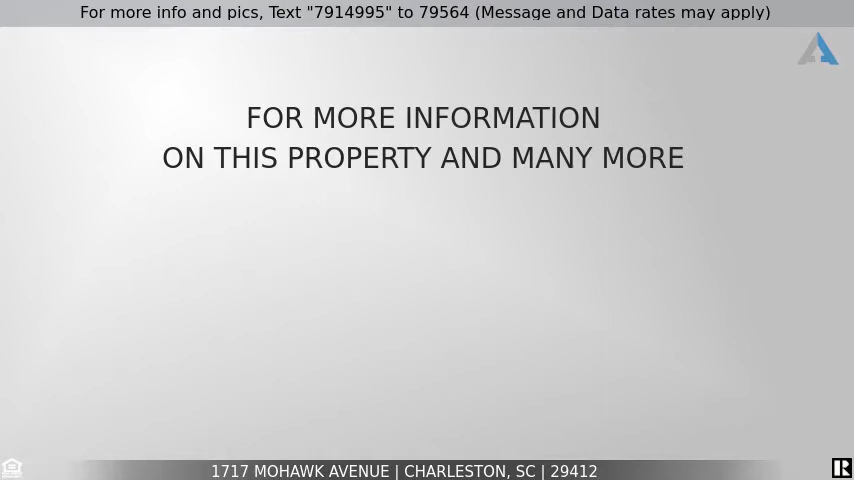 For more info and pics, Text "7914995" to 79564 (Message and Data rates may apply)
FOR MORE INFORMATION
ON THIS PROPERTY AND MANY MORE
1717 MOHAWK AVENUE | CHARLESTON, SC | 29412